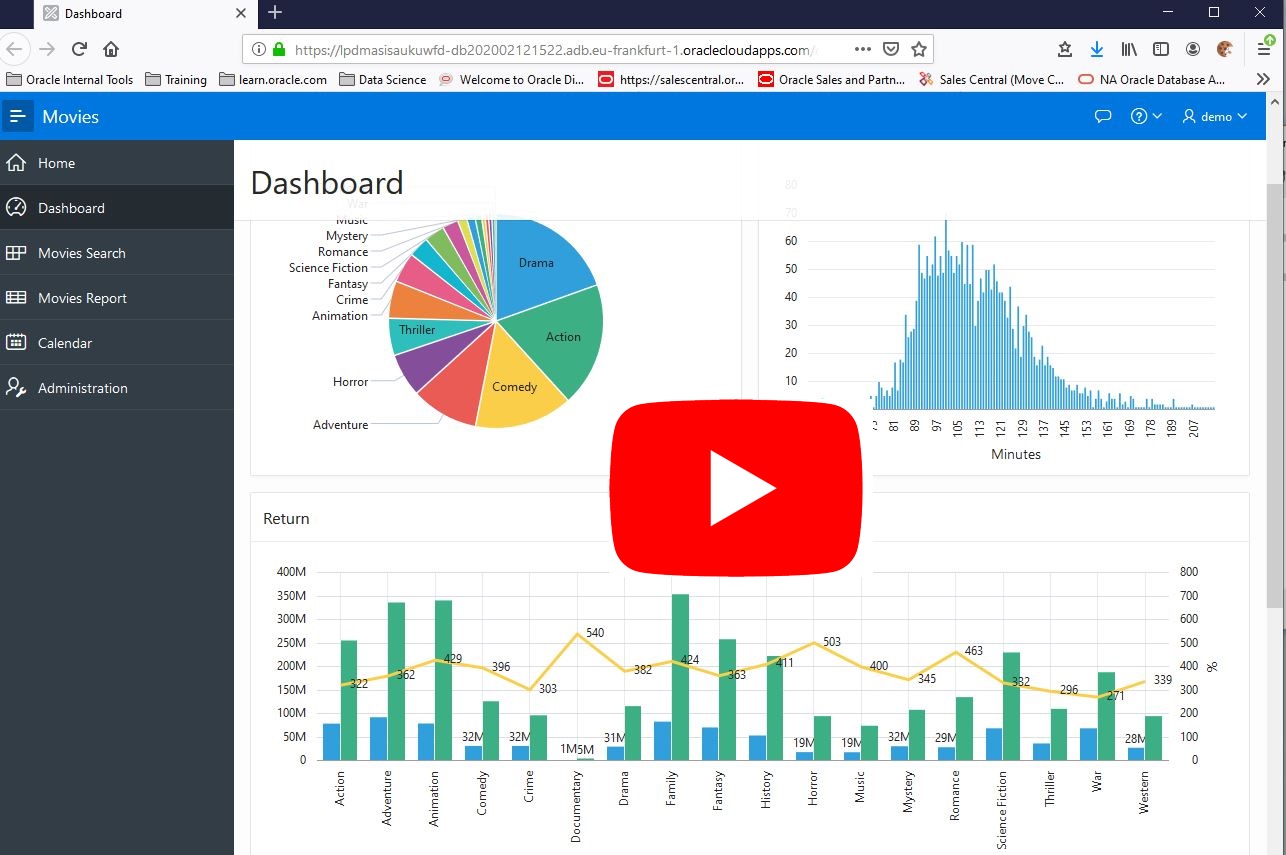 Dashboard
https://lpdmasisaukuwfd-db202002121522.adb.eu-frankfurt-1.oraclecloudapps.com/
Oracle Internal Tools Training learn.oracle.com Data Science Welcome to Oracle Di... https://salescentral.or... Oracle Sales and Partn... Sales Central (Move C... NA Oracle Database A...
Movies
demo
Home
Dashboard
Movies Search
Movies Report
Calendar
Administration
Dashboard
War
Music
Mystery
Romance
Science Fiction
Fantasy
Crime
Animation
Thriller
Horror
Adventure
Drama
Action
Comedy
80
70
60
50
40
30
20
10
81 89 97 105 113 121 129 137 145 153 161 169 178 189 207
Minutes
Return
400M 800
350M 700
300M 600
250M 500
200M 400
150M 300
100M 200
50M 100
0 0
%
322 362 429 396 303 540 382 424 363 411 503 400 345 463 332 296 271 339
32M 32M 1M 5M 31M 19M 19M 32M 29M 28M
Action Adventure Animation Comedy Crime Documentary Drama Family Fantasy History Horror Music Mystery Romance Science Fiction Thriller War Western